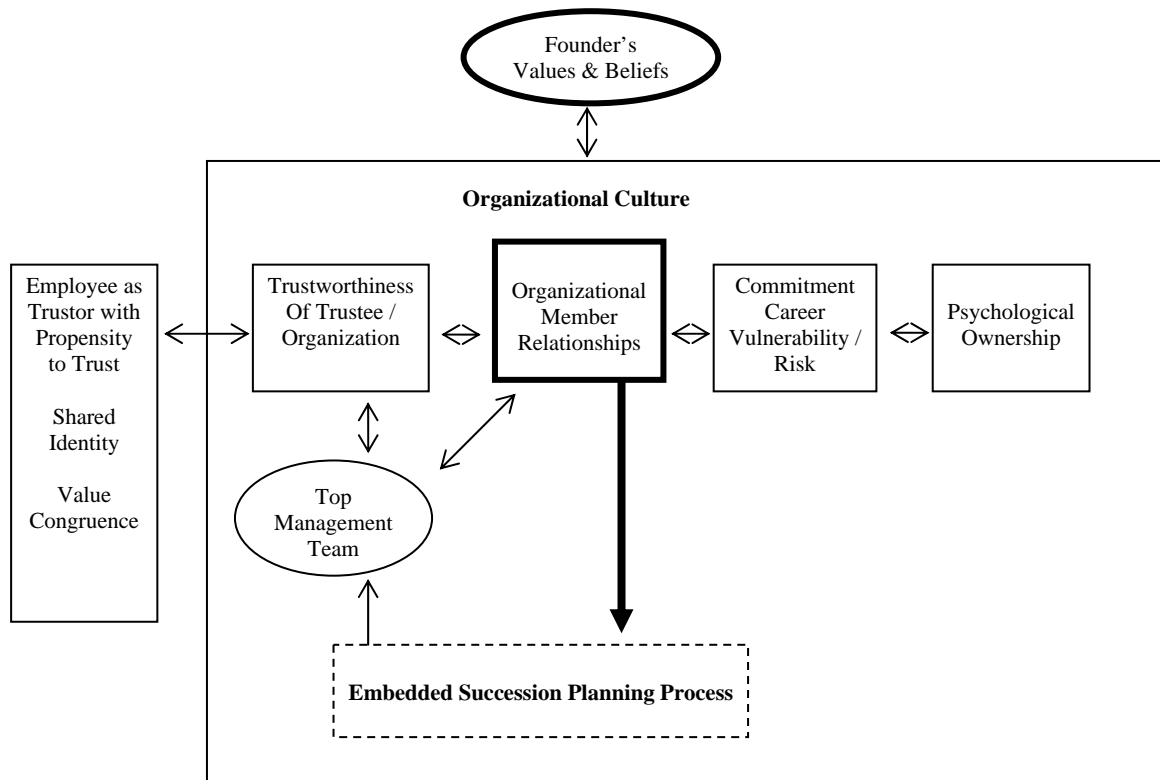 Founder’s
Values & Beliefs
Organizational Culture
Employee as
Trustor with
Propensity
to Trust
Shared
Identity
Value
Congruence
Trustworthiness
Of Trustee /
Organization
Organizational
Member
Relationships
Commitment
Career
Vulnerability /
Risk
Psychological
Ownership
Top
Management
Team
Embedded Succession Planning Process